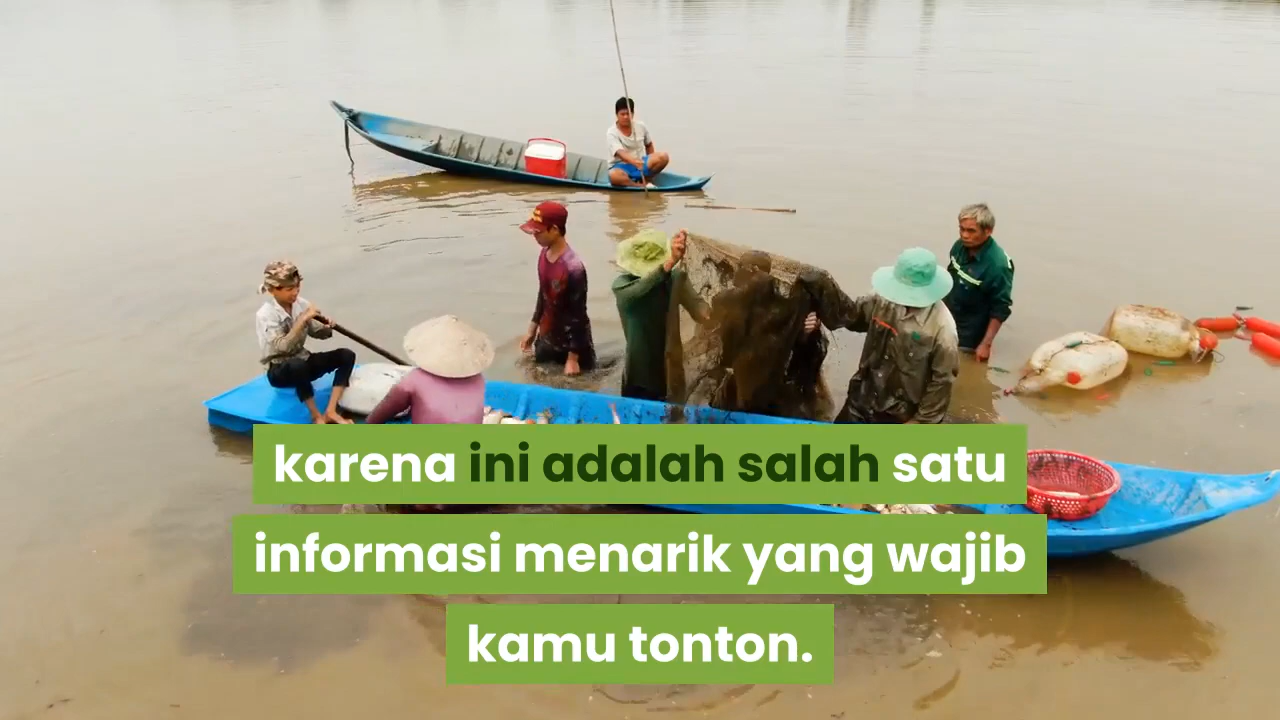 karena ini adalah salah satu
informasi menarik yang wajib
kamu tonton.